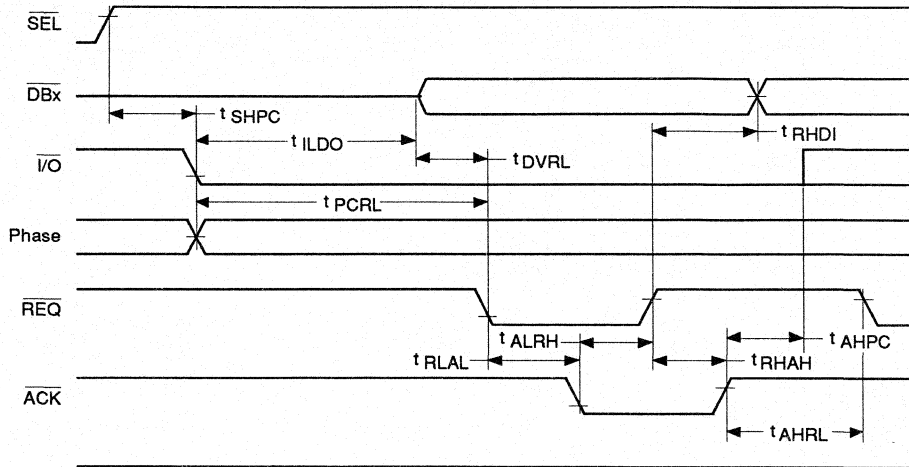 SEL
DBx
t SHPC
t ILDO
t RHDI
I/O
t DVRL
t PCRL
Phase
REQ
t ALRH
t AHPC
t RLAL
t RHAH
ACK
t AHRL